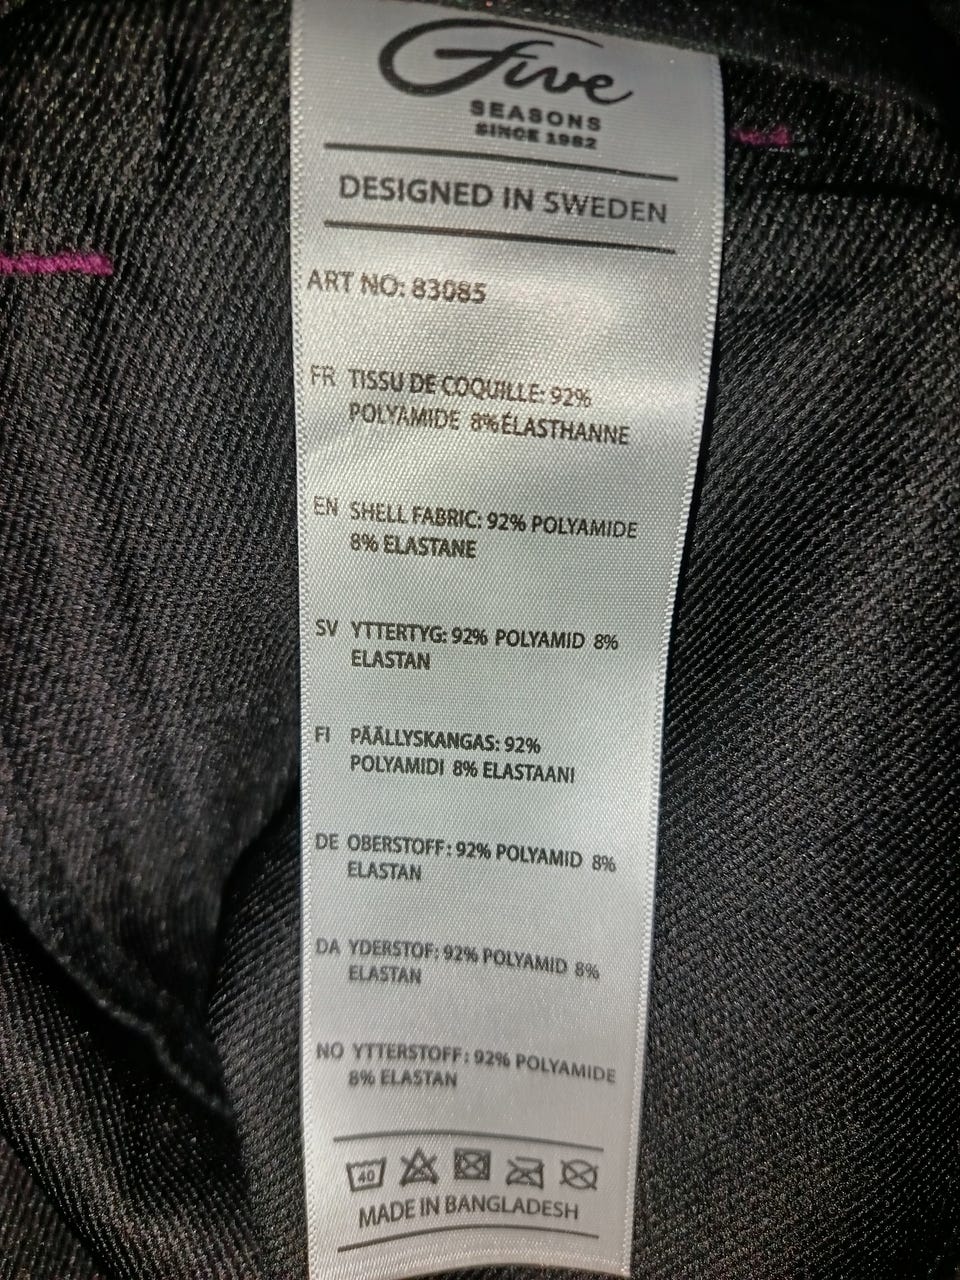 Five
SEASONS
SINCE 1982
DESIGNED IN SWEDEN
ART NO: 83085
FR TISSU DE COQUILLE: 92%
POLYAMIDE 8% ÉLASTHANNE
EN SHELL FABRIC: 92% POLYAMIDE
8% ELASTANE
SV YTTERTYG: 92% POLYAMID 8%
ELASTAN
FI PÄÄLLYSKANGAS: 92%
POLYAMIDI 8% ELASTAANI
DE OBERSTOFF: 92% POLYAMID 8%
ELASTAN
DA YDERSTOF: 92% POLYAMID 8%
ELASTAN
NO YTTERSTOFF: 92% POLYAMIDE
8% ELASTAN
40
MADE IN BANGLADESH